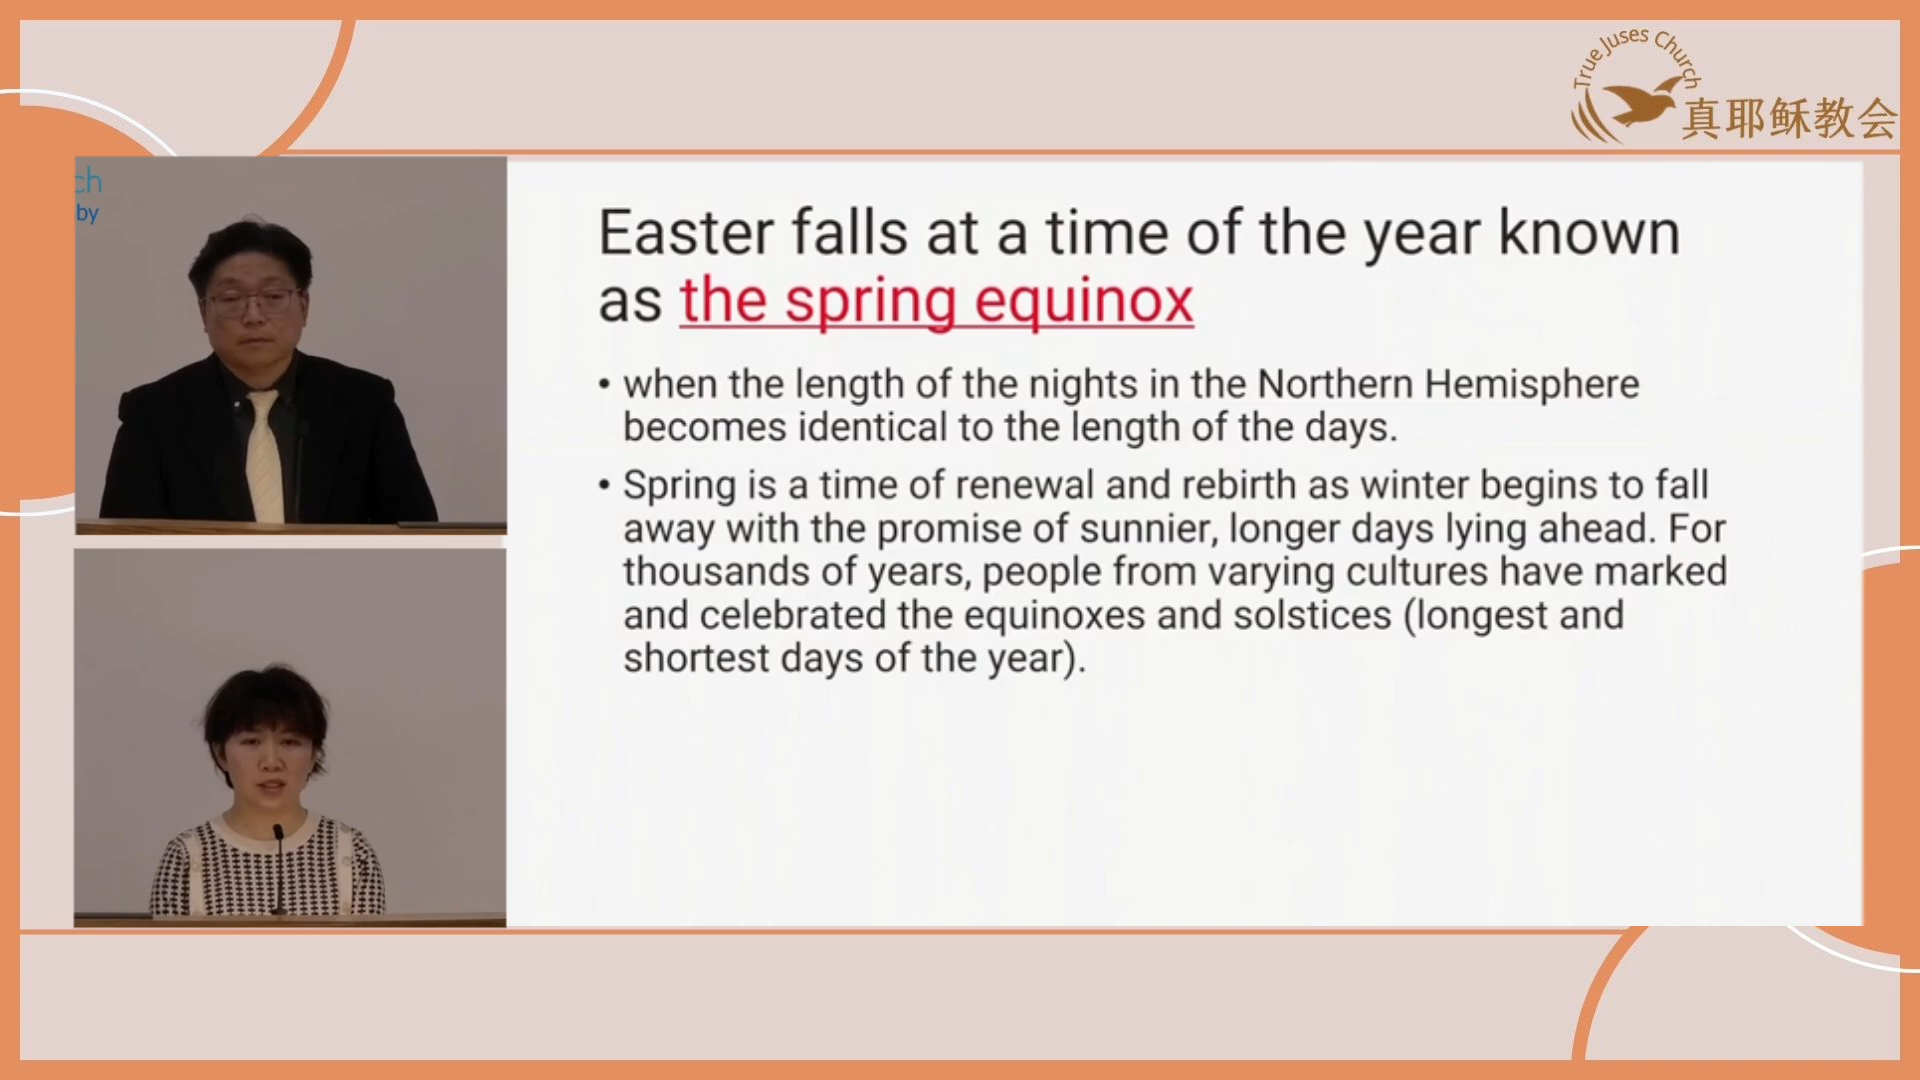 True Juses Church
真耶稣教会
ch
by
Easter falls at a time of the year known
as the spring equinox
• when the length of the nights in the Northern Hemisphere
becomes identical to the length of the days.
• Spring is a time of renewal and rebirth as winter begins to fall
away with the promise of sunnier, longer days lying ahead. For
thousands of years, people from varying cultures have marked
and celebrated the equinoxes and solstices (longest and
shortest days of the year).